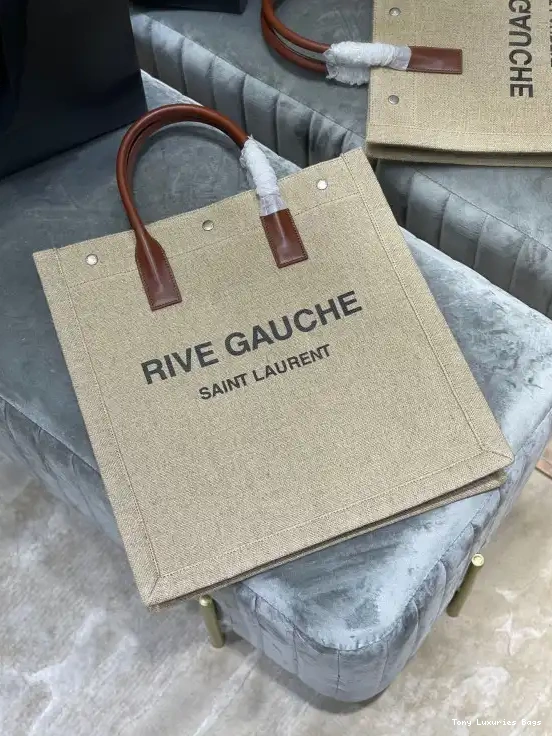 GAUCHE
RIVE GAUCHE
SAINT LAURENT
Tony Luxuries Bags